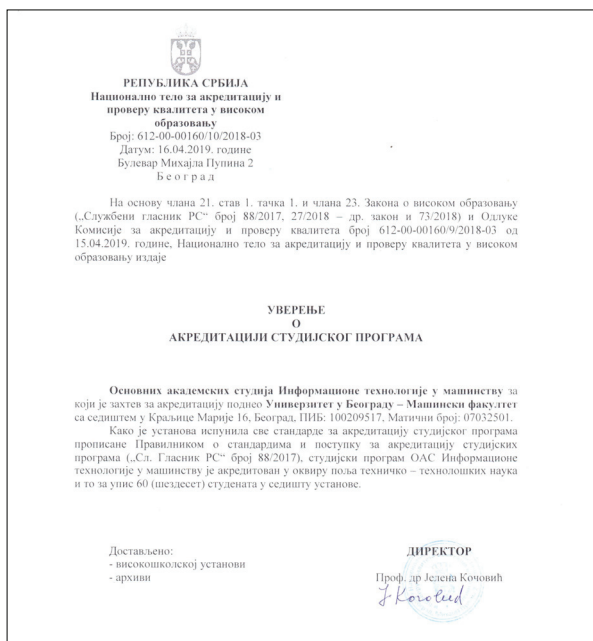 РЕПУБЛИКА СРБИЈА
Национално тело за акредитацију и
проверу квалитета у високом
образовању
Број: 612-00-00160/10/2018-03
Датум: 16.04.2019. године
Булевар Михајла Пупина 2
Београд
На основу члана 21. став 1. тачка 1. и члана 23. Закона о високом образовању
(„Службени гласник РС“ број 88/2017, 27/2018 – др. закон и 73/2018) и Одлуке
Комисије за акредитацију и проверу квалитета број 612-00-00160/9/2018-03 од
15.04.2019. године, Национално тело за акредитацију и проверу квалитета у високом
образовању издаје
УВЕРЕЊЕ
О
АКРЕДИТАЦИЈИ СТУДИЈСКОГ ПРОГРАМА
Основних академских студија Информационе технологије у машинству за
који је захтев за акредитацију поднео Универзитет у Београду – Машински факултет
са седиштем у Краљице Марије 16, Београд, ПИБ: 100209517, Матични број: 07032501.
Како је установа испунила све стандарде за акредитацију студијског програма
прописане Правилником о стандардима и поступку за акредитацију студијских
програма („Сл. Гласник РС“ број 88/2017), студијски програм ОАС Информационе
технологије у машинству је акредитован у оквиру поља техничко – технолошких наука
и то за упис 60 (шездесет) студената у седишту установе.
Достављено:
- високошколској установи
- архиви
ДИРЕКТОР
Проф. др Јелена Кочовић